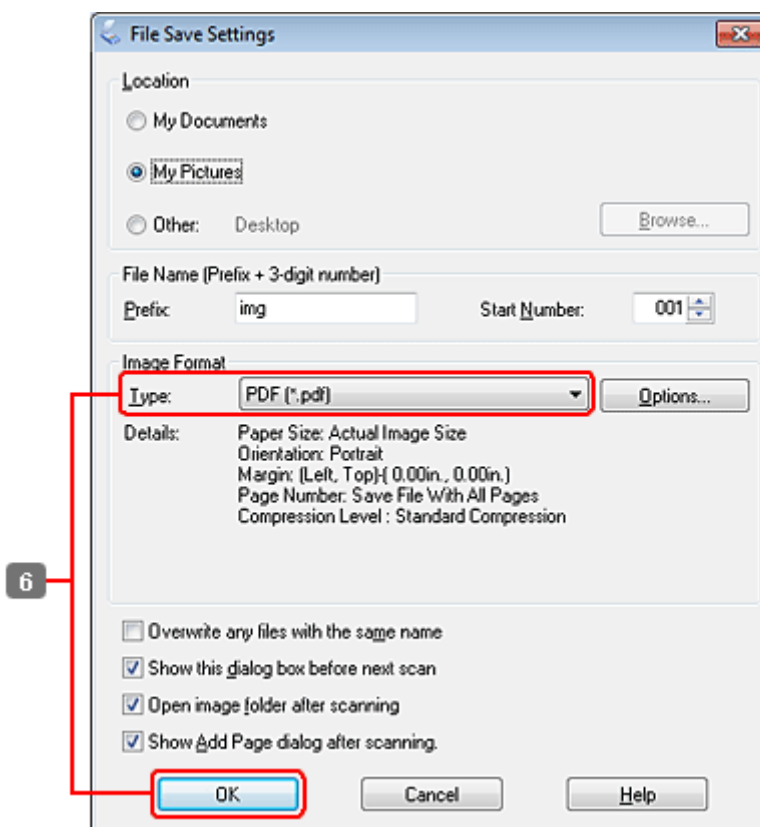 File Save Settings
Location
My Documents
My Pictures
Other: Desktop Browse...
File Name (Prefix + 3-digit number)
Prefix: img Start Number: 001
Image Format
Type: PDF (*.pdf) Options...
Details: Paper Size: Actual Image Size
Orientation: Portrait
Margin: (Left, Top)-( 0.00in., 0.00in.)
Page Number: Save File With All Pages
Compression Level : Standard Compression
6
Overwrite any files with the same name
Show this dialog box before next scan
Open image folder after scanning
Show Add Page dialog after scanning.
OK Cancel Help